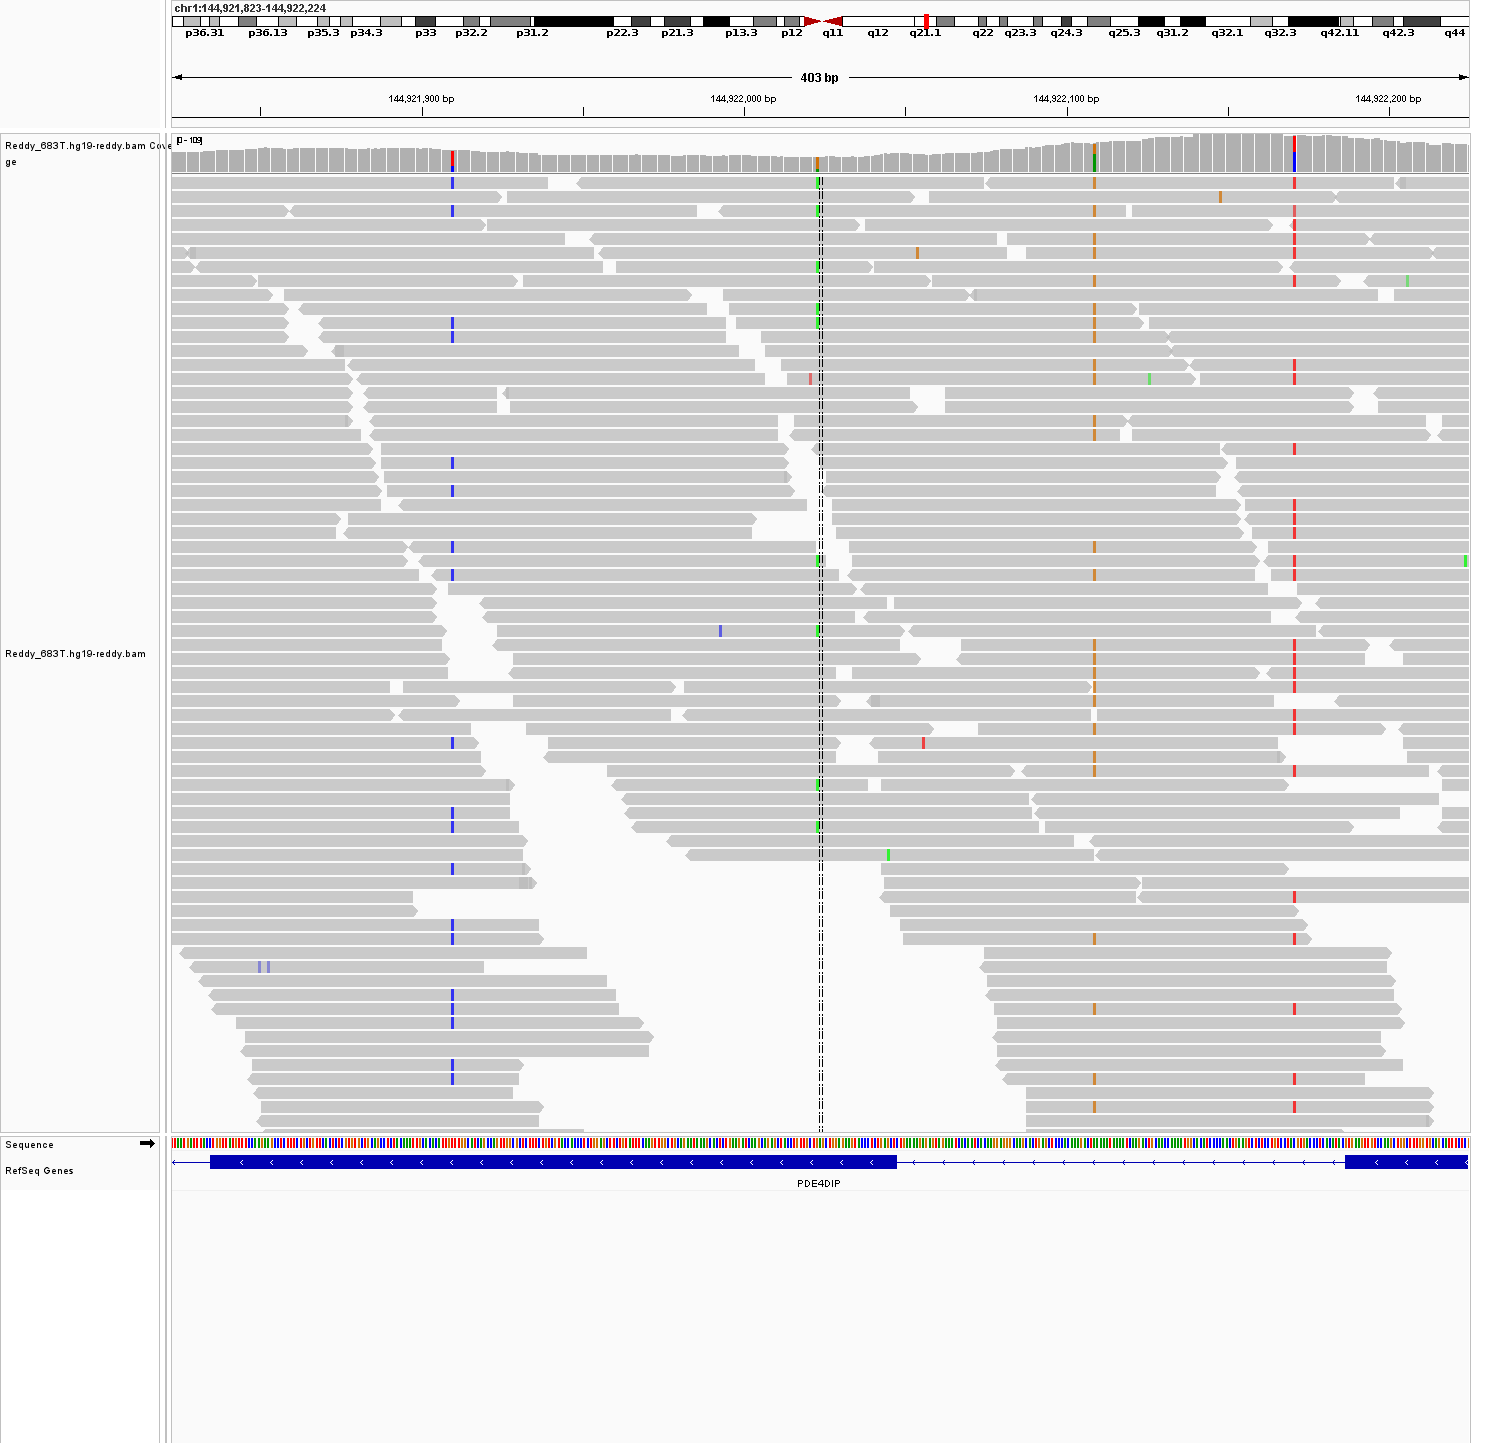 chr1:144,921,823-144,922,224
p36.31 p36.13 p35.3 p34.3 p33 p32.2 p31.2 p22.3 p21.3 p13.3 p12 q11 q12 q21.1 q22 q23.3 q24.3 q25.3 q31.2 q32.1 q32.3 q42.11 q42.3 q44
403 bp
144,921,900 bp 144,922,000 bp 144,922,100 bp 144,922,200 bp
[0 - 109]
Reddy_683T.hg19-reddy.bam Cove
ge
Reddy_683T.hg19-reddy.bam
Sequence
RefSeq Genes
PDE4DIP